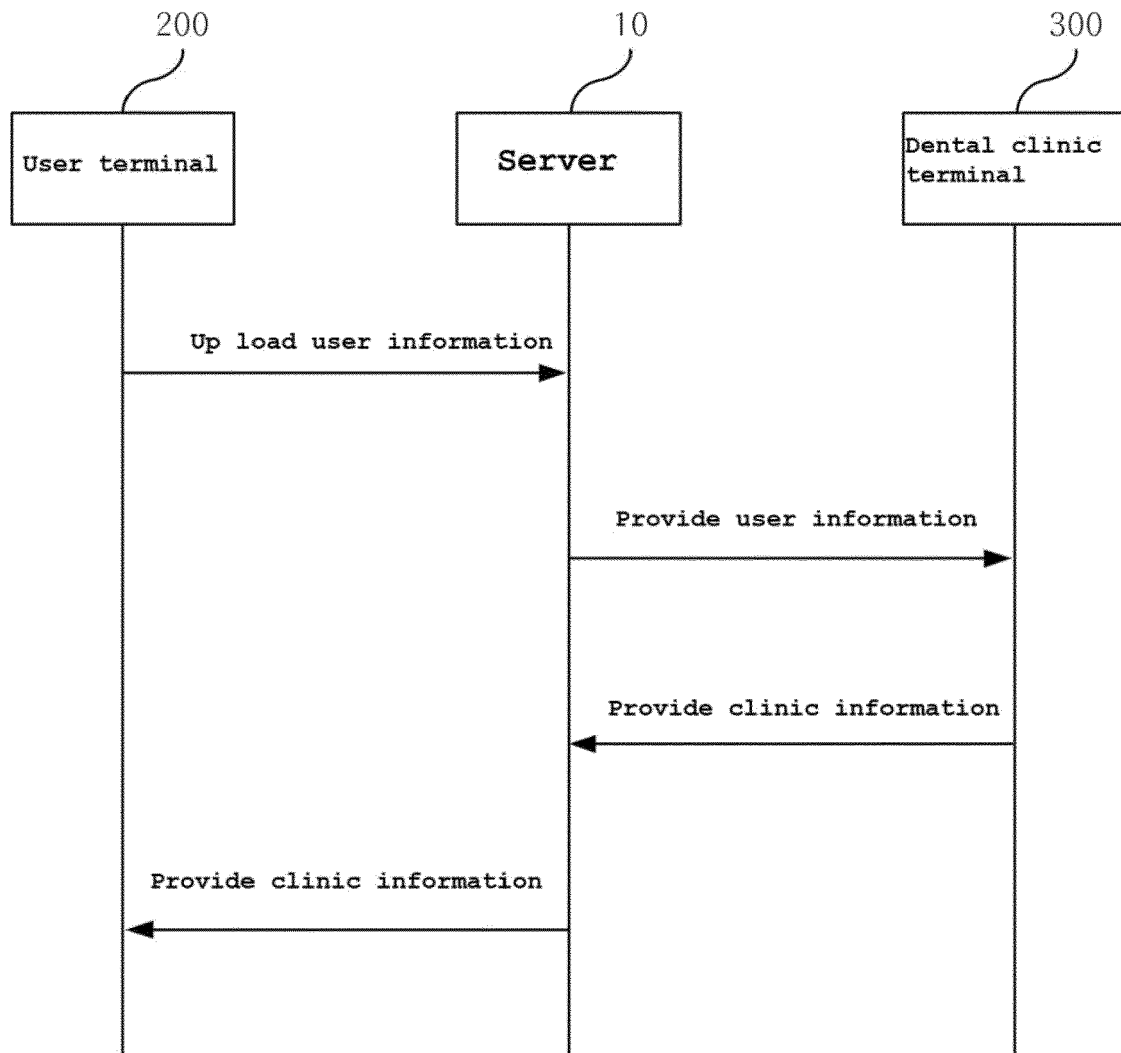 200
10
300
User terminal
Server
Dental clinic
terminal
Up load user information
Provide user information
Provide clinic information
Provide clinic information